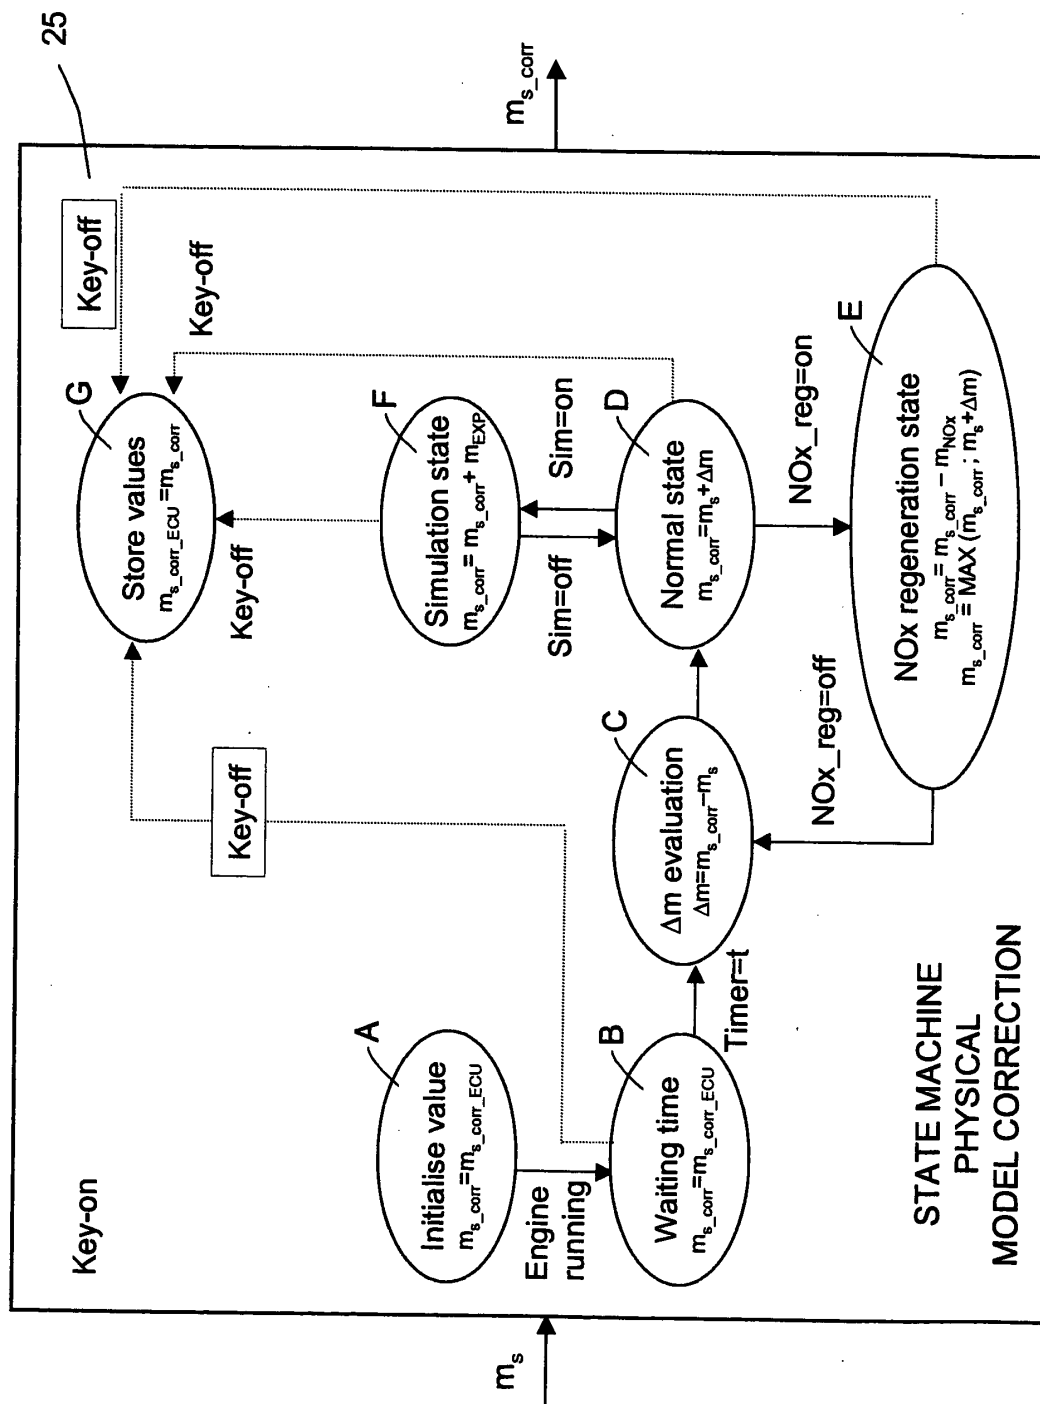 25
Key-on
m_s
m_s_corr
A
Initialise value
m_s_corr=m_s_corr_ECU
Engine
running
B
Waiting time
m_s_corr=m_s_corr_ECU
Timer=t
Key-off
C
Δm evaluation
Δm=m_s_corr−m_s
D
Normal state
m_s_corr=m_s+Δm
Sim=off
Sim=on
F
Simulation state
m_s_corr= m_s_corr+ m_EXP
Key-off
G
Store values
m_s_corr_ECU=m_s_corr
Key-off
Key-off
NOx_reg=off
NOx_reg=on
E
NOx regeneration state
m_s_corr= m_s_corr− m_NOx
m_s_corr= MAX (m_s_corr; m_s+Δm)
STATE MACHINE
PHYSICAL
MODEL CORRECTION